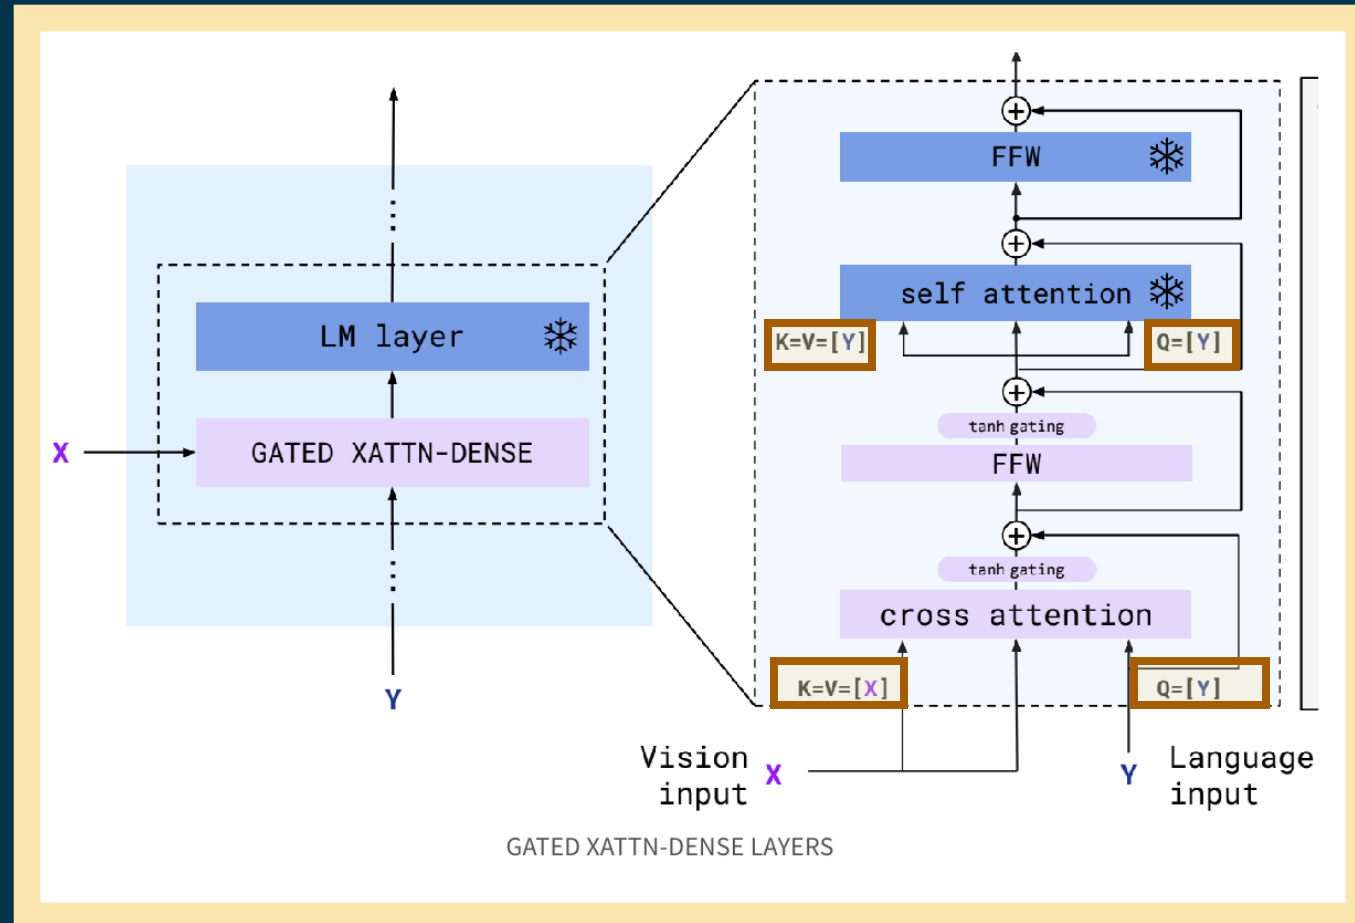 LM layer
X
GATED XATTN-DENSE
Y
FFW
self attention
K=V=[Y]
Q=[Y]
tanh gating
FFW
tanh gating
cross attention
K=V=[X]
Q=[Y]
Vision
input
X
Y
Language
input
GATED XATTN-DENSE LAYERS